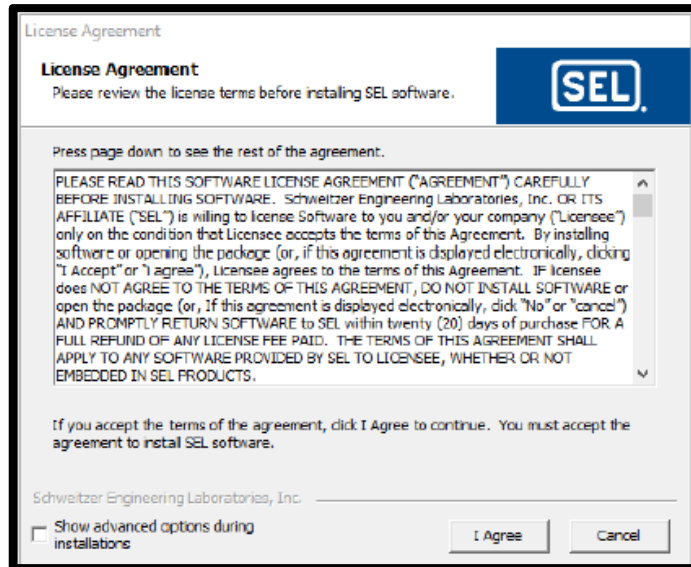 License Agreement
License Agreement
Please review the license terms before installing SEL software.
SEL
Press page down to see the rest of the agreement.
PLEASE READ THIS SOFTWARE LICENSE AGREEMENT ("AGREEMENT") CAREFULLY
BEFORE INSTALLING SOFTWARE. Schweitzer Engineering Laboratories, Inc. OR ITS
AFFILIATE ("SEL") is willing to license Software to you and/or your company ("Licensee")
only on the condition that Licensee accepts the terms of this Agreement. By installing
software or opening the package (or, if this agreement is displayed electronically, clicking
"I Accept" or "I agree"), Licensee agrees to the terms of this Agreement. IF licensee
does NOT AGREE TO THE TERMS OF THIS AGREEMENT, DO NOT INSTALL SOFTWARE or
open the package (or, If this agreement is displayed electronically, click "No" or "cancel")
AND PROMPTLY RETURN SOFTWARE to SEL within twenty (20) days of purchase FOR A
FULL REFUND OF ANY LICENSE FEE PAID. THE TERMS OF THIS AGREEMENT SHALL
APPLY TO ANY SOFTWARE PROVIDED BY SEL TO LICENSEE, WHETHER OR NOT
EMBEDDED IN SEL PRODUCTS.
If you accept the terms of the agreement, click I Agree to continue. You must accept the
agreement to install SEL software.
Schweitzer Engineering Laboratories, Inc.
Show advanced options during
installations
I Agree
Cancel